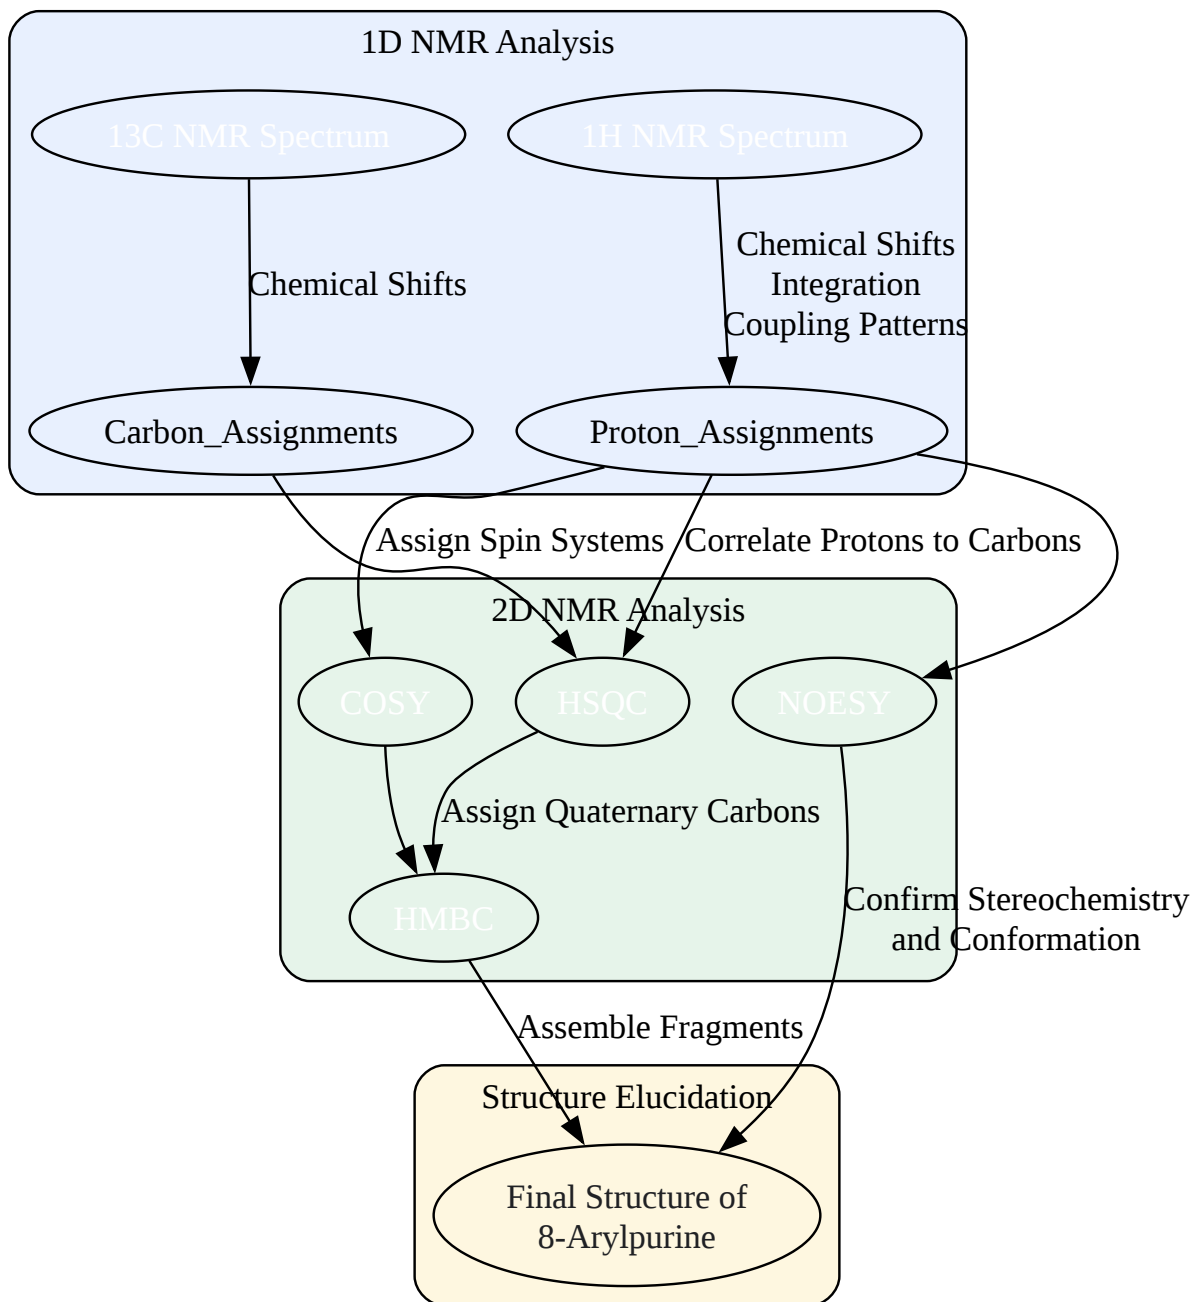 1D NMR Analysis
13C NMR Spectrum
1H NMR Spectrum
Chemical Shifts
Chemical Shifts
Integration
Coupling Patterns
Carbon_Assignments
Proton_Assignments
Assign Spin Systems
Correlate Protons to Carbons
2D NMR Analysis
COSY
HSQC
NOESY
Assign Quaternary Carbons
HMBC
Confirm Stereochemistry
and Conformation
Assemble Fragments
Structure Elucidation
Final Structure of
8-Arylpurine